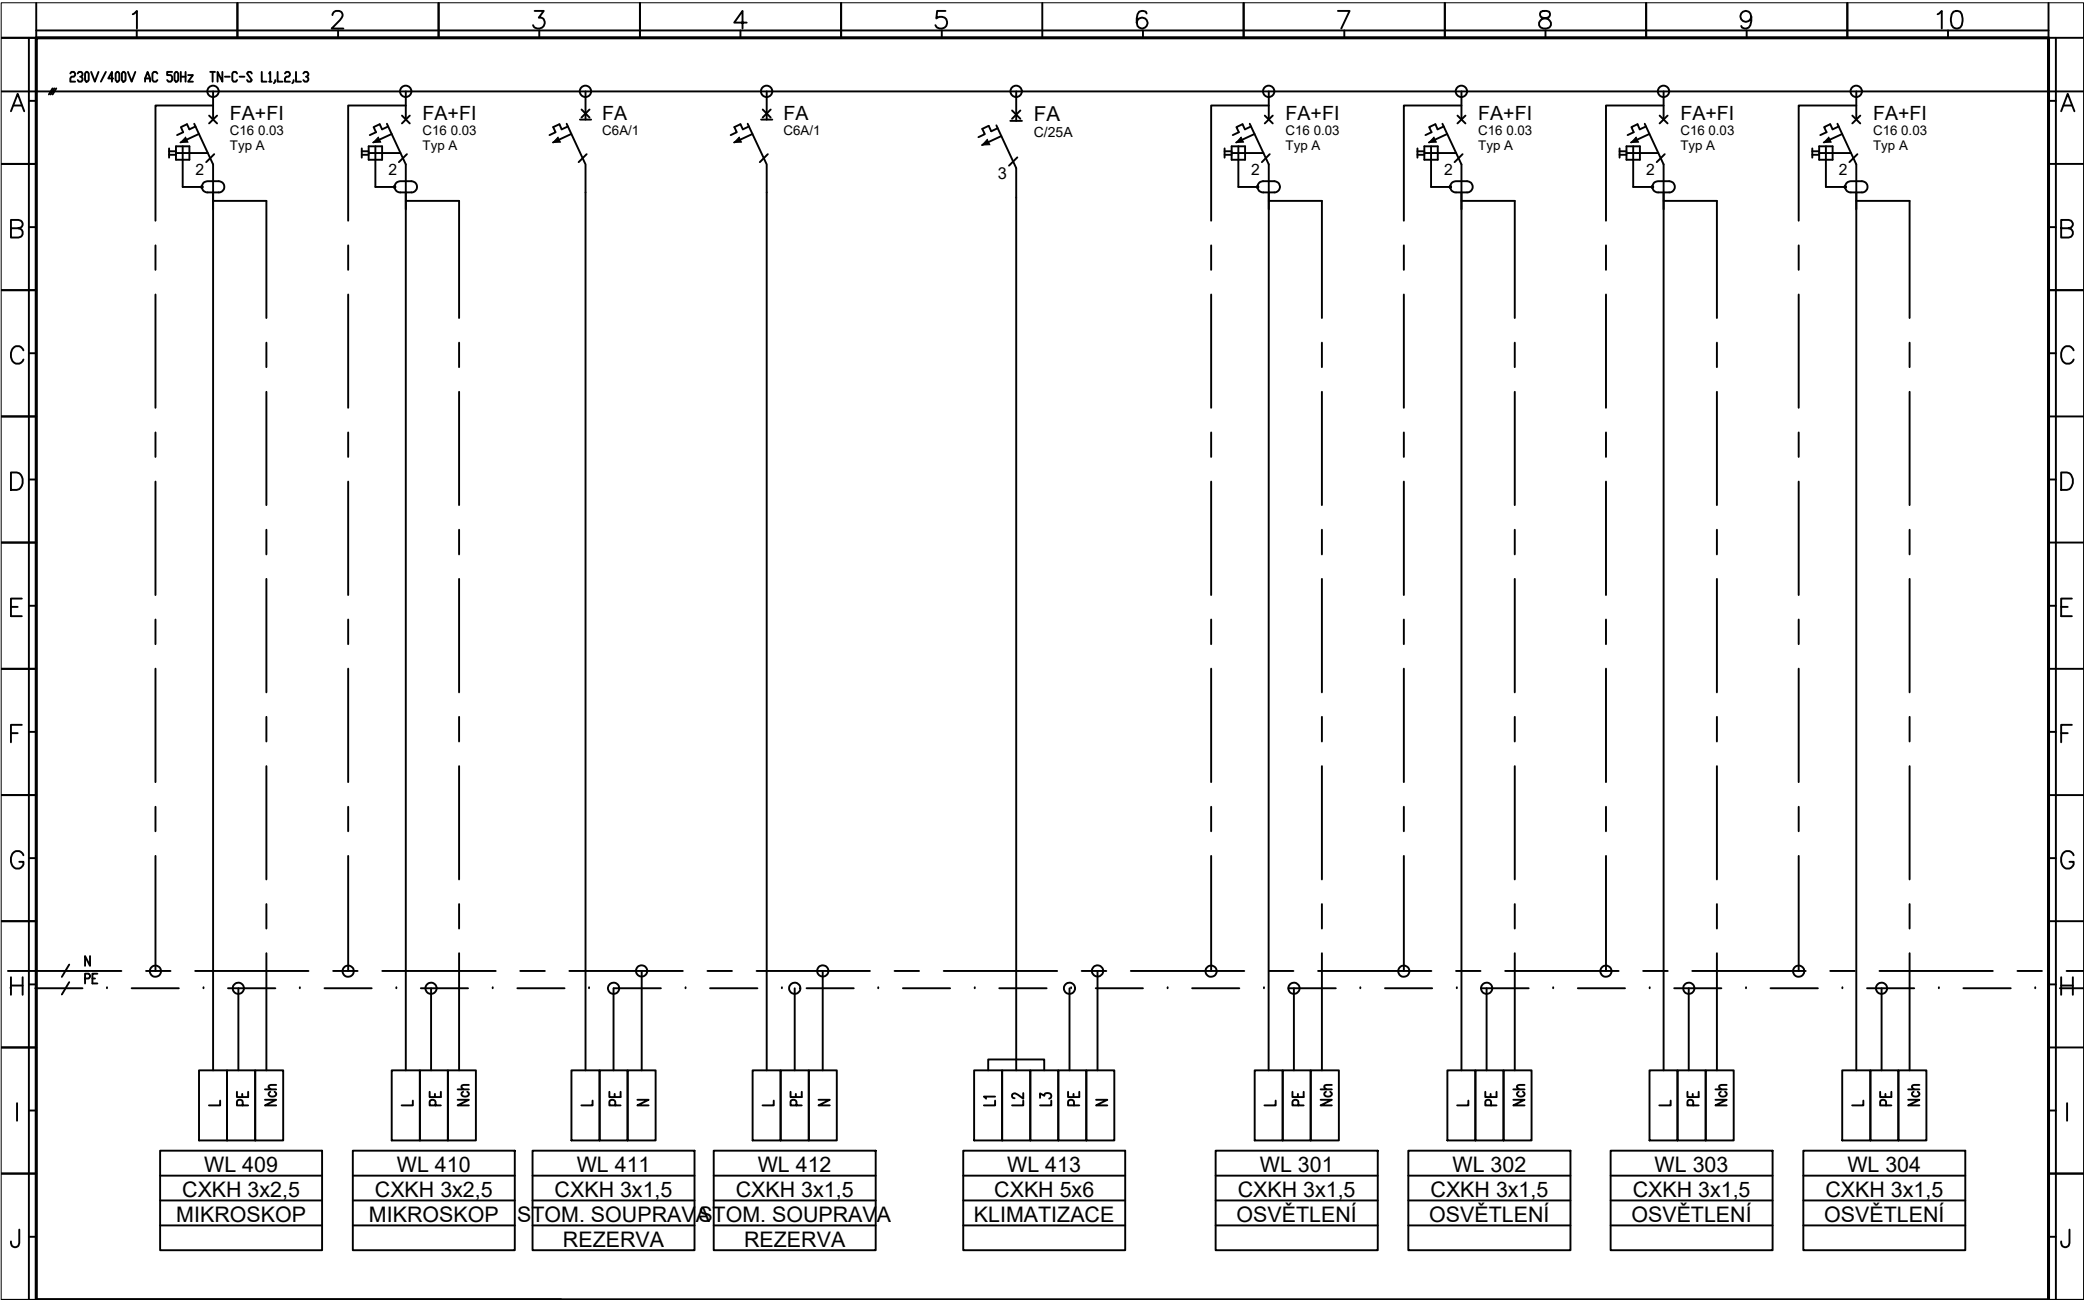 1 2 3 4 5 6 7 8 9 10
230V/400V AC 50Hz TN-C-S L1,L2,L3
A A
FA+FI FA+FI FA FA FA FA+FI FA+FI FA+FI FA+FI
C16 0.03 C16 0.03 C6A/1 C6A/1 C/25A C16 0.03 C16 0.03 C16 0.03 C16 0.03
Typ A Typ A Typ A Typ A Typ A Typ A
2 2 3 2 2 2 2
B B
C C
D D
E E
F F
G G
N
PE
H H
L PE Nch L PE Nch L PE N L PE N L1 L2 L3 PE N L PE Nch L PE Nch L PE Nch L PE Nch
I I
WL 409 WL 410 WL 411 WL 412 WL 413 WL 301 WL 302 WL 303 WL 304
CXKH 3x2,5 CXKH 3x2,5 CXKH 3x1,5 CXKH 3x1,5 CXKH 5x6 CXKH 3x1,5 CXKH 3x1,5 CXKH 3x1,5 CXKH 3x1,5
MIKROSKOP MIKROSKOP STOM. SOUPRAVA STOM. SOUPRAVA KLIMATIZACE OSVĚTLENÍ OSVĚTLENÍ OSVĚTLENÍ OSVĚTLENÍ
REZERVA REZERVA
J J